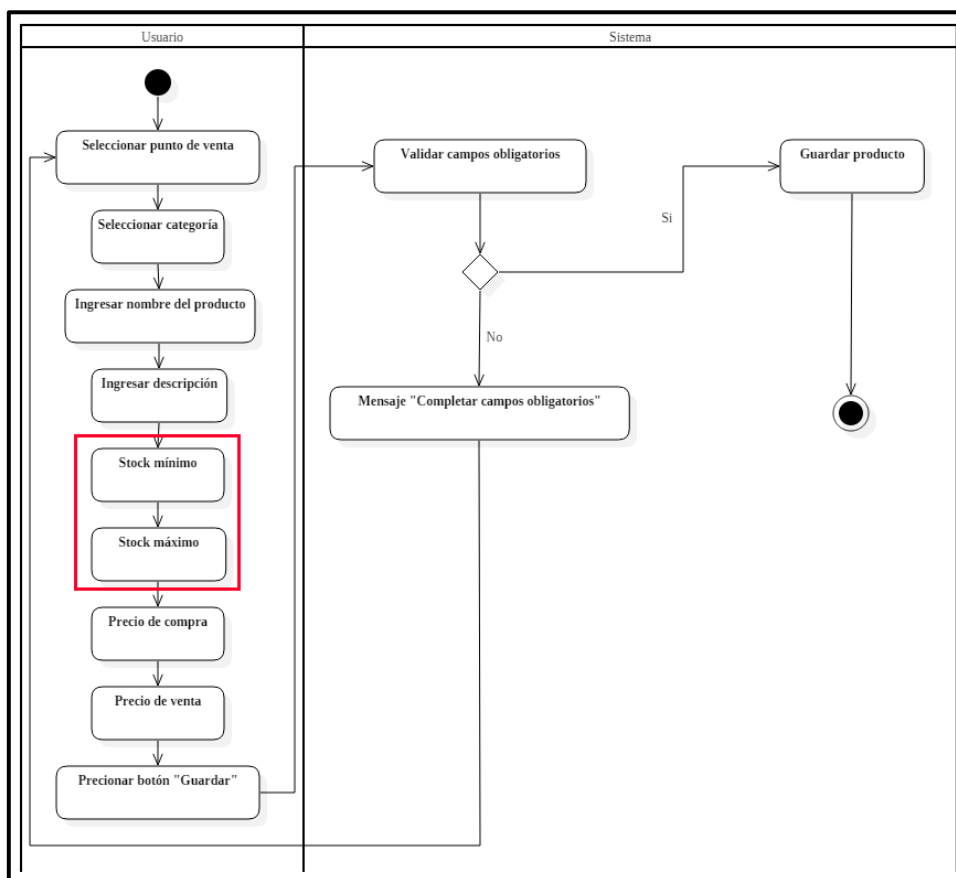 Usuario
Sistema
Seleccionar punto de venta
Seleccionar categoría
Ingresar nombre del producto
Ingresar descripción
Stock mínimo
Stock máximo
Precio de compra
Precio de venta
Precionar botón "Guardar"
Validar campos obligatorios
Si
No
Mensaje "Completar campos obligatorios"
Guardar producto